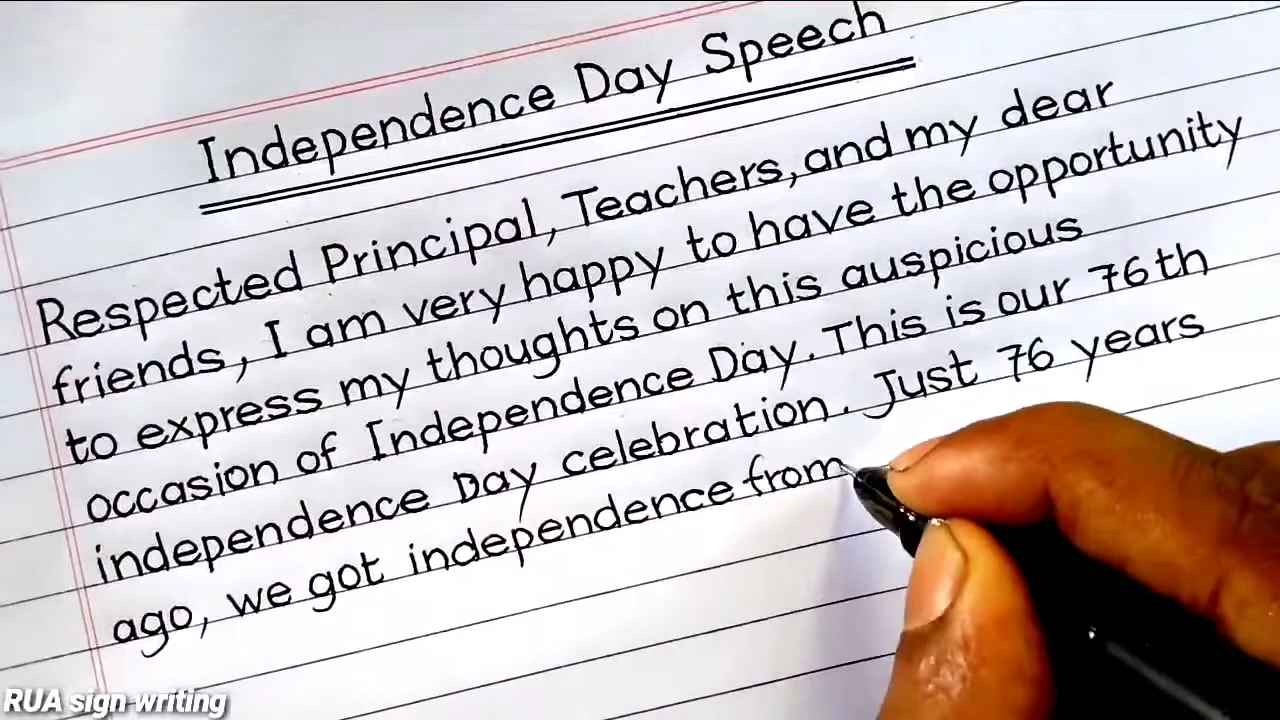 Independence Day Speech
Respected Principal, Teachers, and my dear
friends, I am very happy to have the opportunity
to express my thoughts on this auspicious
occasion of Independence Day. This is our 76th
independence Day celebration. Just 76 years
ago, we got independence from
RUA sign writing